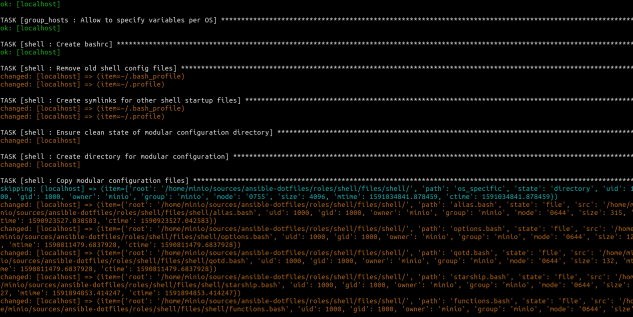 ok: [localhost]
TASK [group_hosts : Allow to specify variables per OS] ****
ok: [localhost]
TASK [shell : Create bashrc] ****
ok: [localhost]
TASK [shell : Remove old shell config files] ****
changed: [localhost] => (item=~/.bash_profile)
changed: [localhost] => (item=~/.profile)
TASK [shell : Create symlinks for other shell startup files] ****
changed: [localhost] => (item=~/.bash_profile)
changed: [localhost] => (item=~/.profile)
TASK [shell : Ensure clean state of modular configuration directory] ****
changed: [localhost]
TASK [shell : Create directory for modular configuration] ****
changed: [localhost]
TASK [shell : Copy modular configuration files] ****
skipping: [localhost] => (item={'root': '/home/minio/sources/ansible-dotfiles/roles/shell/files/shell/', 'path': 'os_specific', 'state': 'directory', 'uid': 1
00, 'gid': 1000, 'owner': 'minio', 'group': 'minio', 'mode': '0755', 'size': 4096, 'mtime': 1591034841.078459, 'ctime': 1591034841.078459})
changed: [localhost] => (item={'root': '/home/minio/sources/ansible-dotfiles/roles/shell/files/shell/', 'path': 'alias.bash', 'state': 'file', 'src': '/home/m
inio/sources/ansible-dotfiles/roles/shell/files/shell/alias.bash', 'uid': 1000, 'gid': 1000, 'owner': 'minio', 'group': 'minio', 'mode': '0644', 'size': 315,
mtime': 1590923527.0385583, 'ctime': 1590923527.042583})
changed: [localhost] => (item={'root': '/home/minio/sources/ansible-dotfiles/roles/shell/files/shell/', 'path': 'options.bash', 'state': 'file', 'src': '/home
/minio/sources/ansible-dotfiles/roles/shell/files/shell/options.bash', 'uid': 1000, 'gid': 1000, 'owner': 'minio', 'group': 'minio', 'mode': '0644', 'size': 12
, 'mtime': 1590811479.6837928, 'ctime': 1590811479.6837928})
changed: [localhost] => (item={'root': '/home/minio/sources/ansible-dotfiles/roles/shell/files/shell/', 'path': 'qotd.bash', 'state': 'file', 'src': '/home/mi
nio/sources/ansible-dotfiles/roles/shell/files/shell/qotd.bash', 'uid': 1000, 'gid': 1000, 'owner': 'minio', 'group': 'minio', 'mode': '0644', 'size': 132, 'mt
me': 1590811479.6837928, 'ctime': 1590811479.6837928})
changed: [localhost] => (item={'root': '/home/minio/sources/ansible-dotfiles/roles/shell/files/shell/', 'path': 'starship.bash', 'state': 'file', 'src': '/hom
/minio/sources/ansible-dotfiles/roles/shell/files/shell/starship.bash', 'uid': 1000, 'gid': 1000, 'owner': 'minio', 'group': 'minio', 'mode': '0644', 'size':
27, 'mtime': 1591094853.414247, 'ctime': 1591094853.414247})
changed: [localhost] => (item={'root': '/home/minio/sources/ansible-dotfiles/roles/shell/files/shell/', 'path': 'functions.bash', 'state': 'file', 'src': '/ho
e/minio/sources/ansible-dotfiles/roles/shell/files/shell/functions.bash', 'uid': 1000, 'gid': 1000, 'owner': 'minio', 'group': 'minio', 'mode': '0644', 'size'